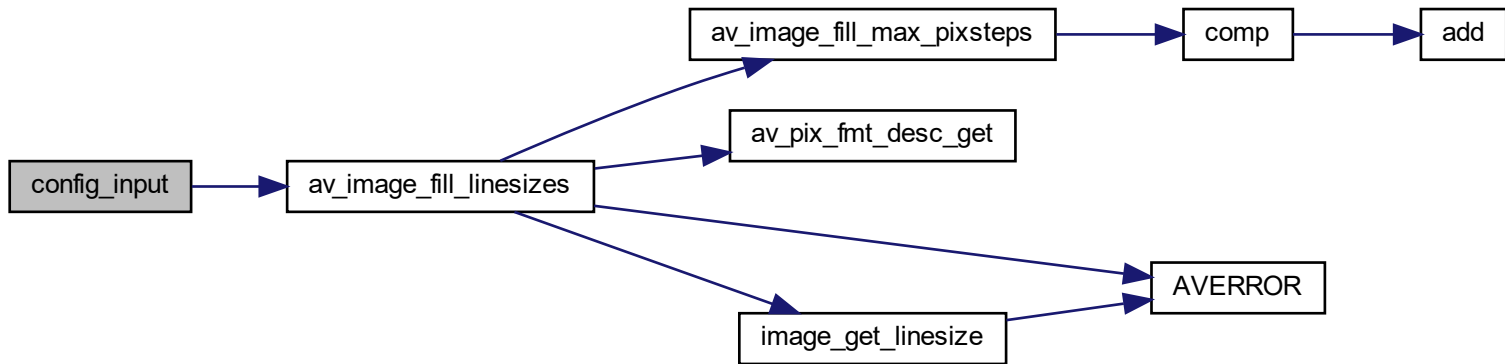 av_image_fill_max_pixsteps
comp
add
av_pix_fmt_desc_get
config_input
av_image_fill_linesizes
AVERROR
image_get_linesize